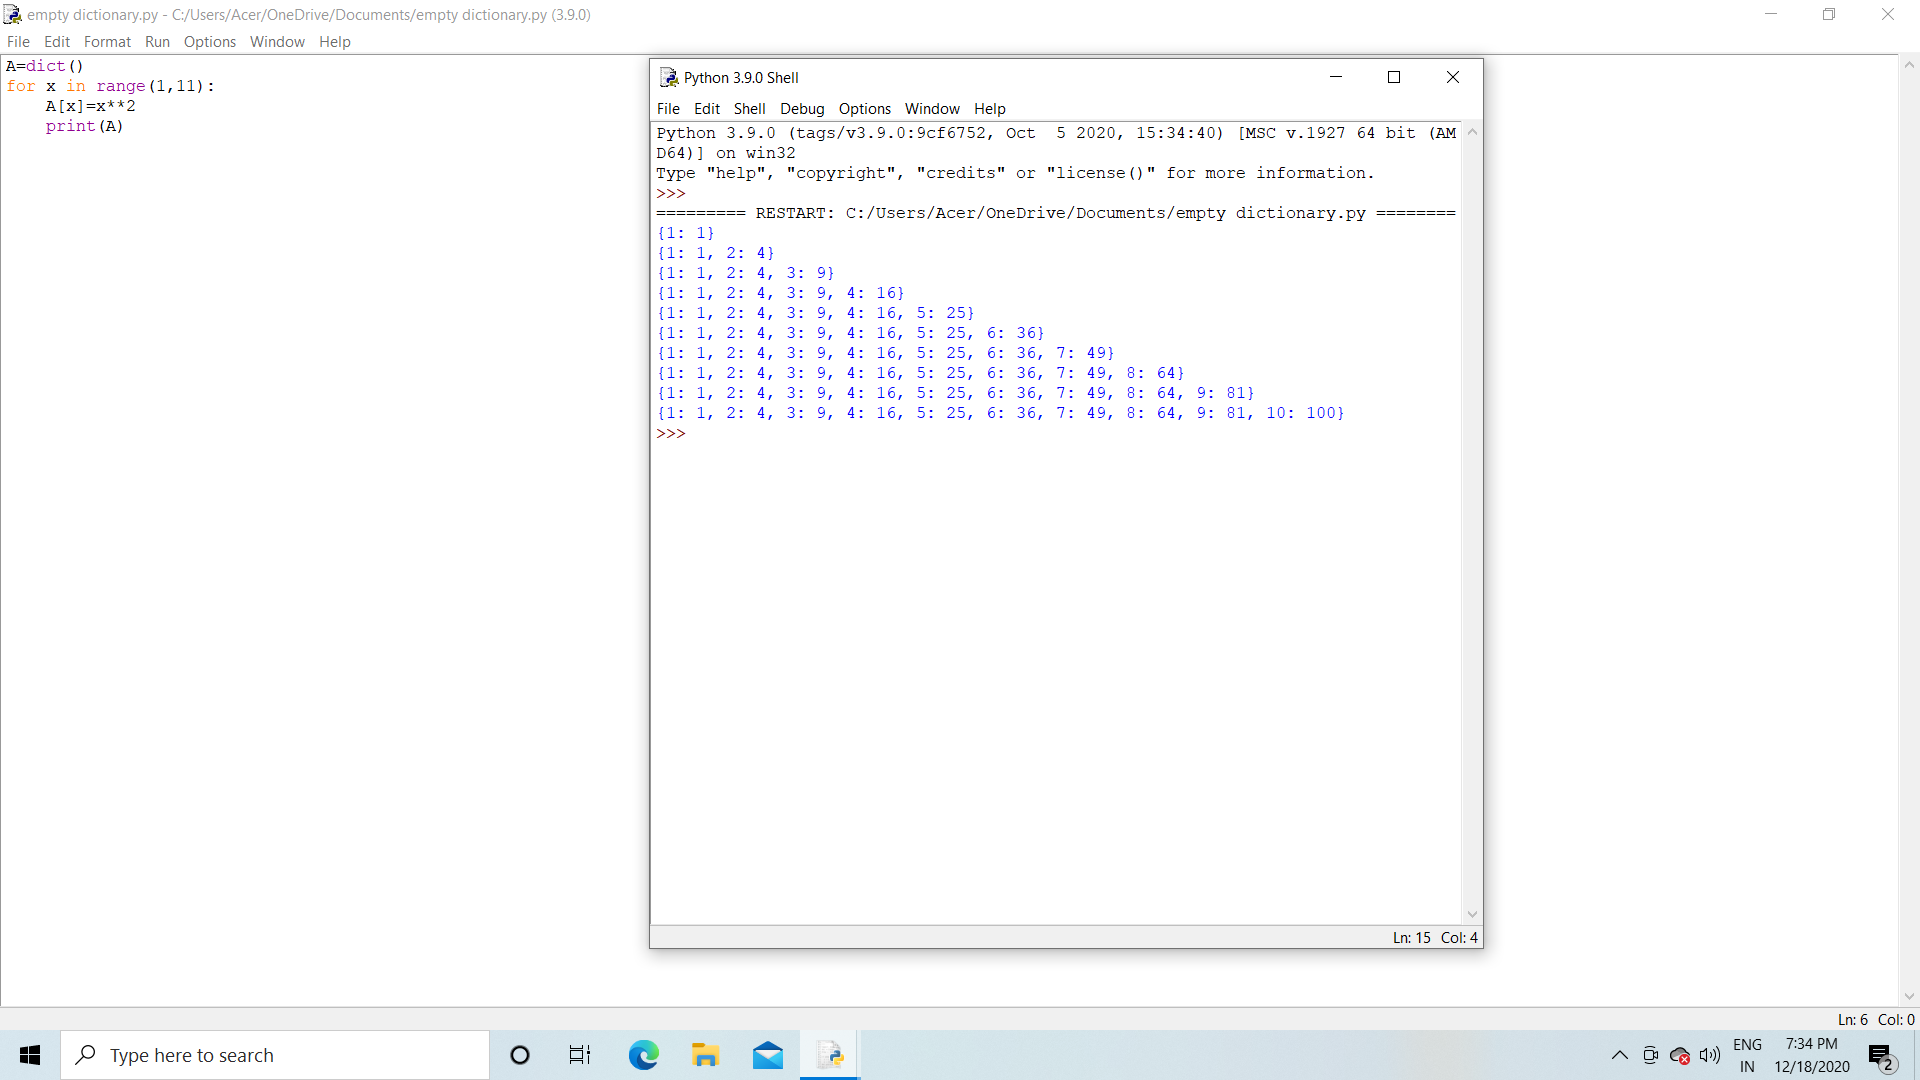 empty dictionary.py - C:/Users/Acer/OneDrive/Documents/empty dictionary.py (3.9.0)
File Edit Format Run Options Window Help
A=dict()
for x in range(1,11):
    A[x]=x**2
    print(A)
Python 3.9.0 Shell
File Edit Shell Debug Options Window Help
Python 3.9.0 (tags/v3.9.0:9cf6752, Oct  5 2020, 15:34:40) [MSC v.1927 64 bit (AM
D64)] on win32
Type "help", "copyright", "credits" or "license()" for more information.
>>>
========= RESTART: C:/Users/Acer/OneDrive/Documents/empty dictionary.py ========
{1: 1}
{1: 1, 2: 4}
{1: 1, 2: 4, 3: 9}
{1: 1, 2: 4, 3: 9, 4: 16}
{1: 1, 2: 4, 3: 9, 4: 16, 5: 25}
{1: 1, 2: 4, 3: 9, 4: 16, 5: 25, 6: 36}
{1: 1, 2: 4, 3: 9, 4: 16, 5: 25, 6: 36, 7: 49}
{1: 1, 2: 4, 3: 9, 4: 16, 5: 25, 6: 36, 7: 49, 8: 64}
{1: 1, 2: 4, 3: 9, 4: 16, 5: 25, 6: 36, 7: 49, 8: 64, 9: 81}
{1: 1, 2: 4, 3: 9, 4: 16, 5: 25, 6: 36, 7: 49, 8: 64, 9: 81, 10: 100}
>>>
Ln: 15 Col: 4
Ln: 6 Col: 0
Type here to search
ENG
IN
7:34 PM
12/18/2020
2